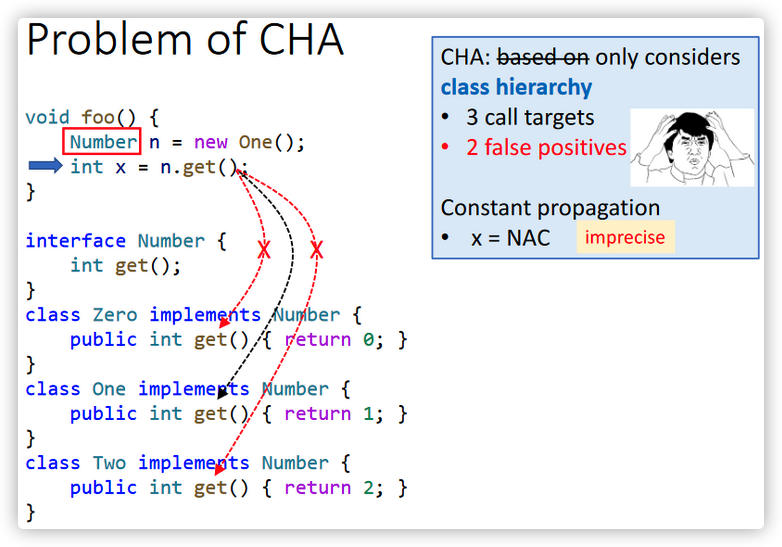 Problem of CHA
void foo() {
    Number n = new One();
    int x = n.get();
}
interface Number {
    int get();
}
class Zero implements Number {
    public int get() { return 0; }
}
class One implements Number {
    public int get() { return 1; }
}
class Two implements Number {
    public int get() { return 2; }
}
CHA: based on only considers
class hierarchy
• 3 call targets
• 2 false positives
Constant propagation
• x = NAC imprecise
X X